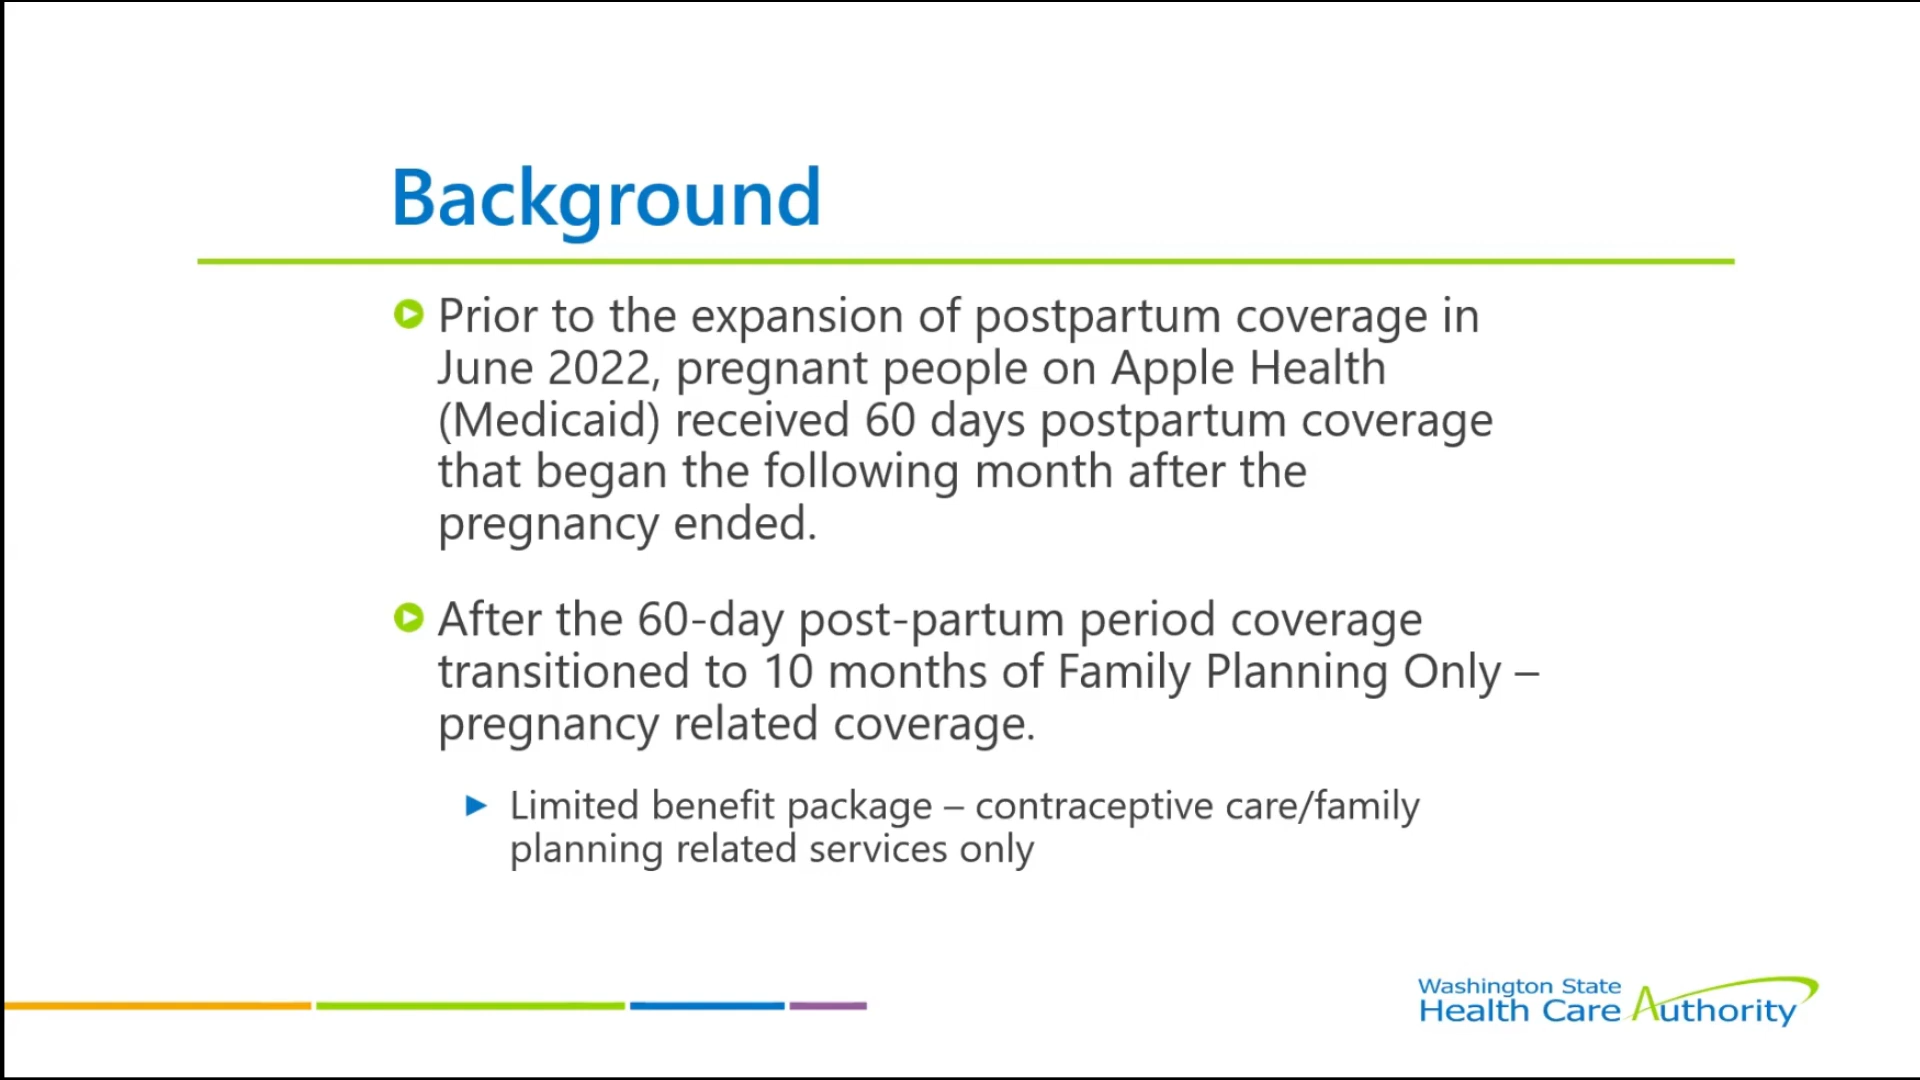 Background
Prior to the expansion of postpartum coverage in
June 2022, pregnant people on Apple Health
(Medicaid) received 60 days postpartum coverage
that began the following month after the
pregnancy ended.
After the 60-day post-partum period coverage
transitioned to 10 months of Family Planning Only –
pregnancy related coverage.
Limited benefit package – contraceptive care/family
planning related services only
Washington State
Health Care Authority